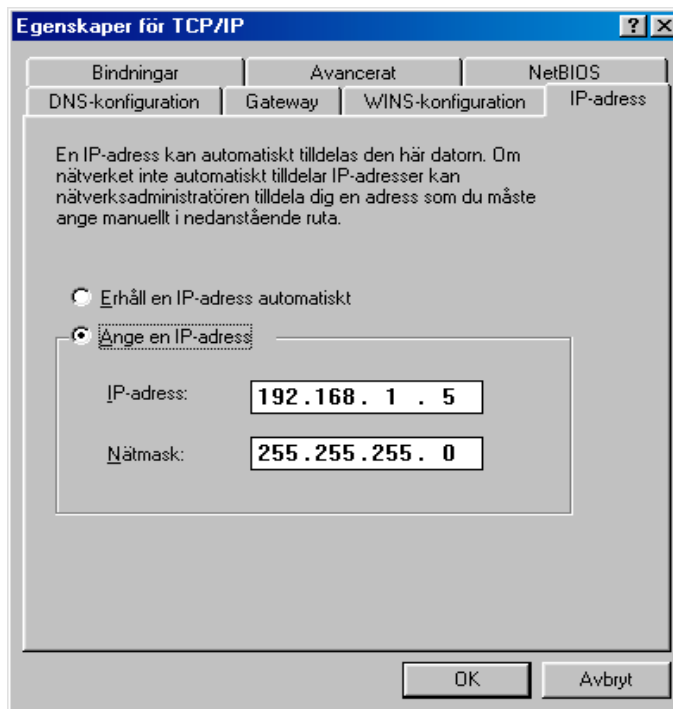 Egenskaper för TCP/IP
Bindningar Avancerat NetBIOS
DNS-konfiguration Gateway WINS-konfiguration IP-adress
En IP-adress kan automatiskt tilldelas den här datorn. Om
nätverket inte automatiskt tilldelar IP-adresser kan
nätverksadministratören tilldela dig en adress som du måste
ange manuellt i nedanstående ruta.
Erhåll en IP-adress automatiskt
Ange en IP-adress
IP-adress: 192.168. 1 . 5
Nätmask: 255.255.255. 0
OK Avbryt